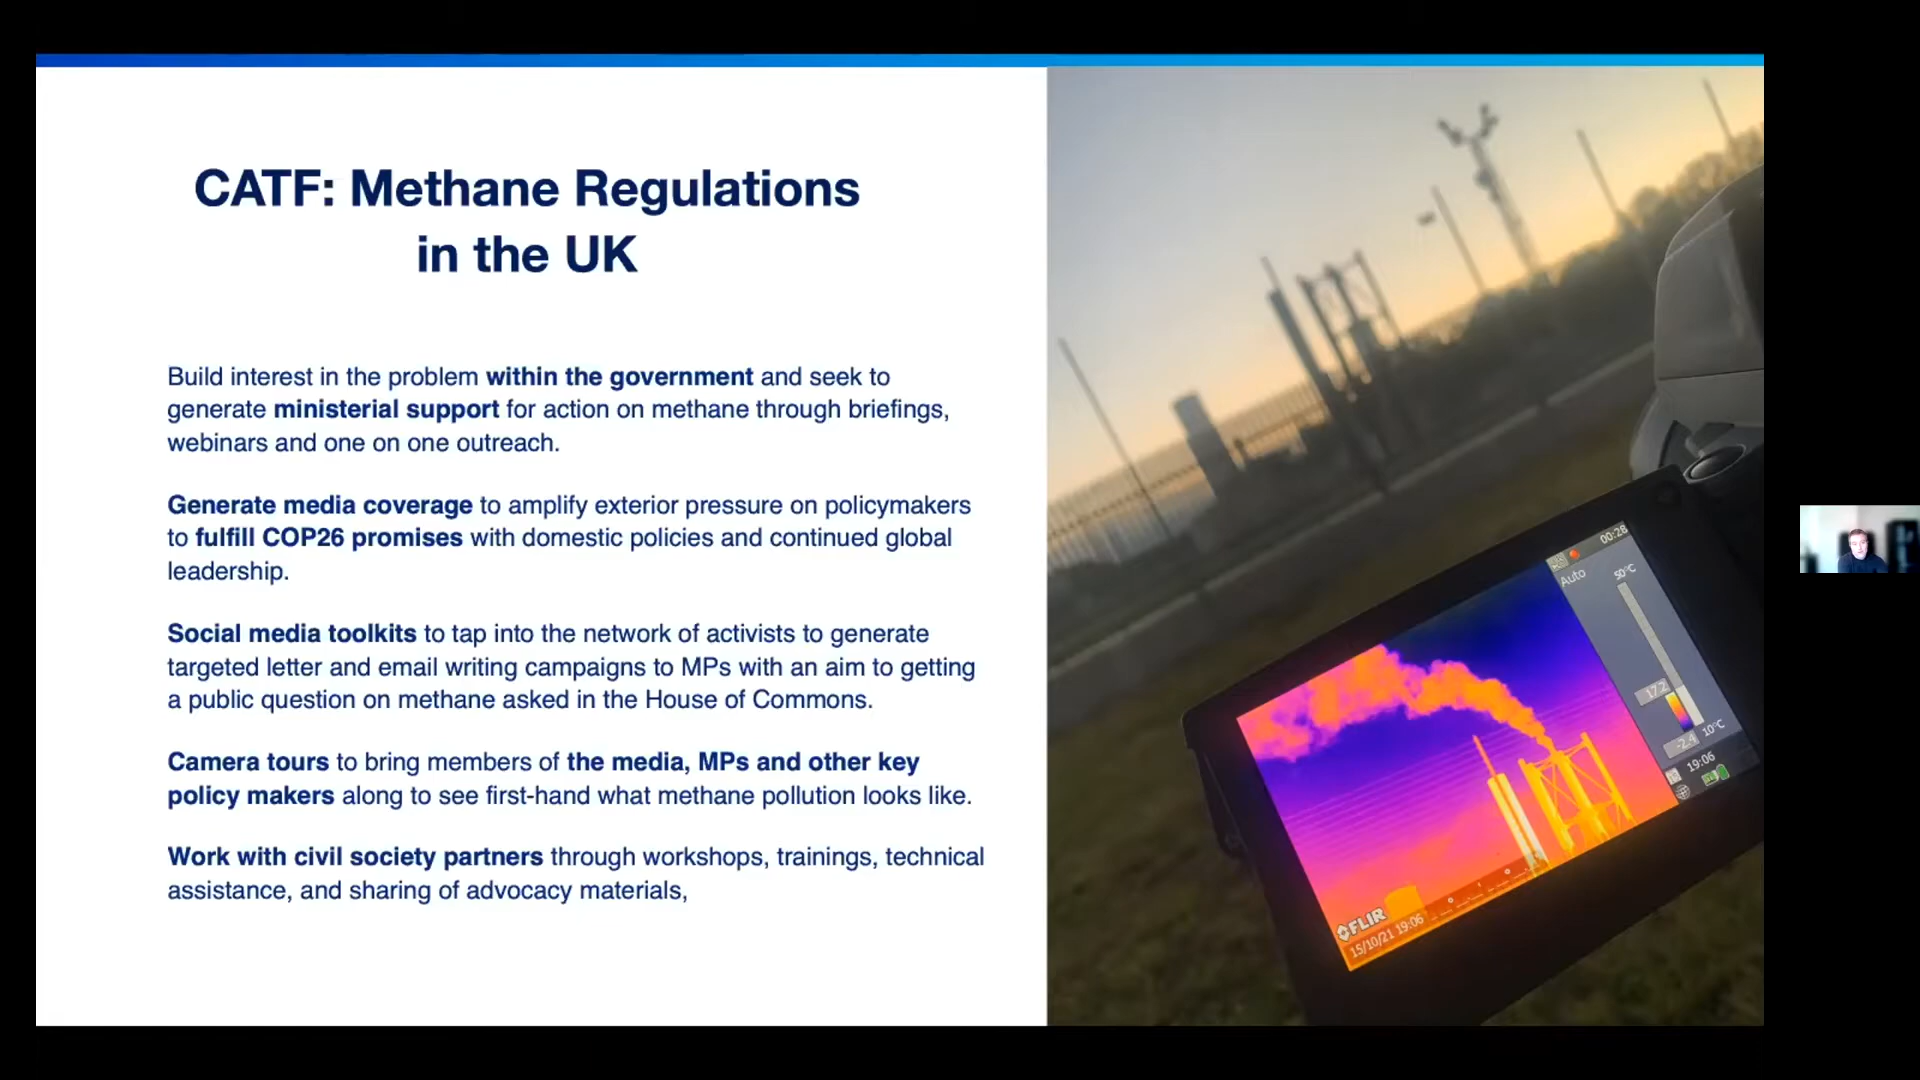 CATF: Methane Regulations
in the UK
Build interest in the problem within the government and seek to
generate ministerial support for action on methane through briefings,
webinars and one on one outreach.
Generate media coverage to amplify exterior pressure on policymakers
to fulfill COP26 promises with domestic policies and continued global
leadership.
Social media toolkits to tap into the network of activists to generate
targeted letter and email writing campaigns to MPs with an aim to getting
a public question on methane asked in the House of Commons.
Camera tours to bring members of the media, MPs and other key
policy makers along to see first-hand what methane pollution looks like.
Work with civil society partners through workshops, trainings, technical
assistance, and sharing of advocacy materials,
00:28
Auto
50°C
17.2
10°C
-2.4
19:06
FLIR
15/10/21 19:06